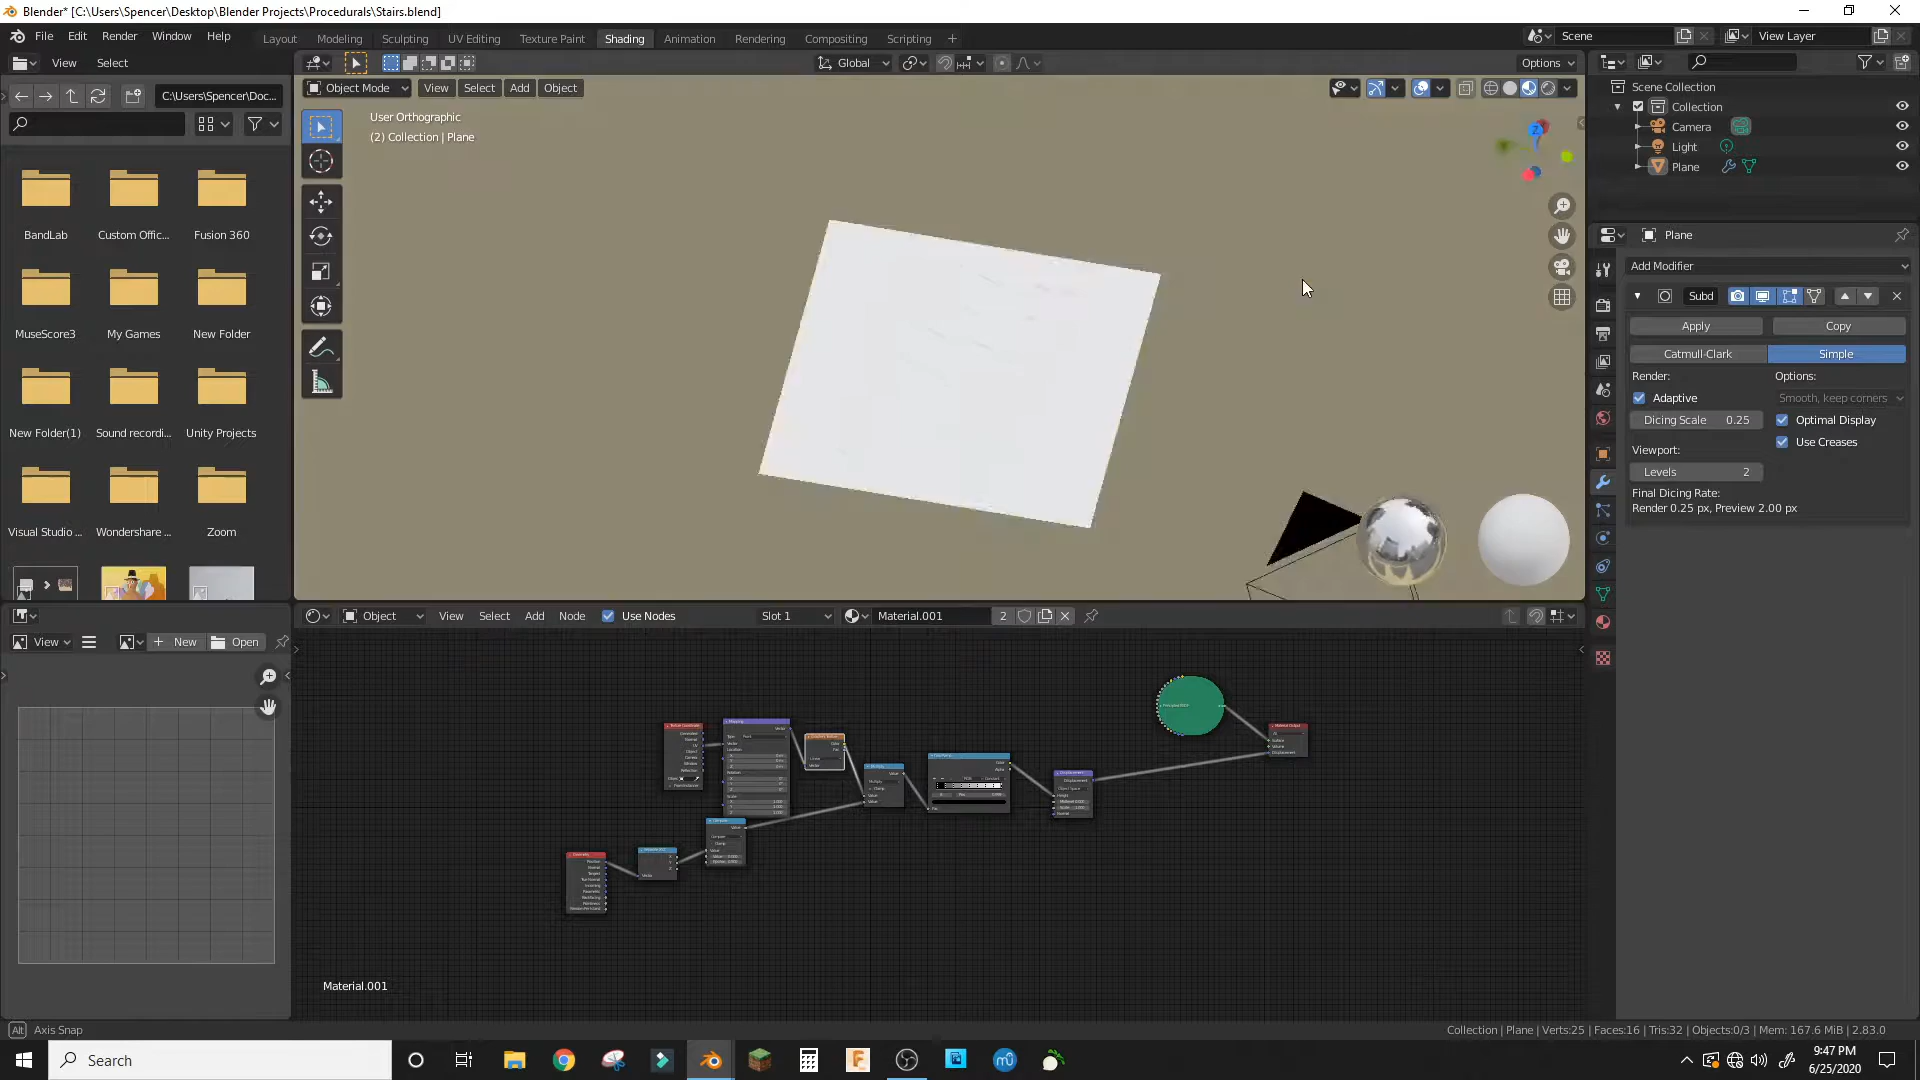 Blender* [C:\Users\Spencer\Desktop\Blender Projects\Procedurals\Stairs.blend]
File Edit Render Window Help
Layout Modeling Sculpting UV Editing Texture Paint Shading Animation Rendering Compositing Scripting
Scene View Layer
View Select
Global
Options
C:\Users\Spencer\Doc...
Object Mode View Select Add Object
User Orthographic
(2) Collection | Plane
BandLab Custom Offic... Fusion 360
MuseScore3 My Games New Folder
New Folder(1) Sound recordi... Unity Projects
Visual Studio ... Wondershare ... Zoom
Z
Scene Collection
Collection
Camera
Light
Plane
Plane
Add Modifier
Subd
Apply Copy
Catmull-Clark Simple
Render: Options:
Adaptive Smooth, keep corners
Dicing Scale 0.25 Optimal Display
Viewport: Use Creases
Levels 2
Final Dicing Rate:
Render 0.25 px, Preview 2.00 px
View New Open
Object View Select Add Node Use Nodes Slot 1 Material.001 2
Material.001
Alt Axis Snap
Collection | Plane | Verts:25 | Faces:16 | Tris:32 | Objects:0/3 | Mem: 167.6 MiB | 2.83.0
Search
9:47 PM
6/25/2020